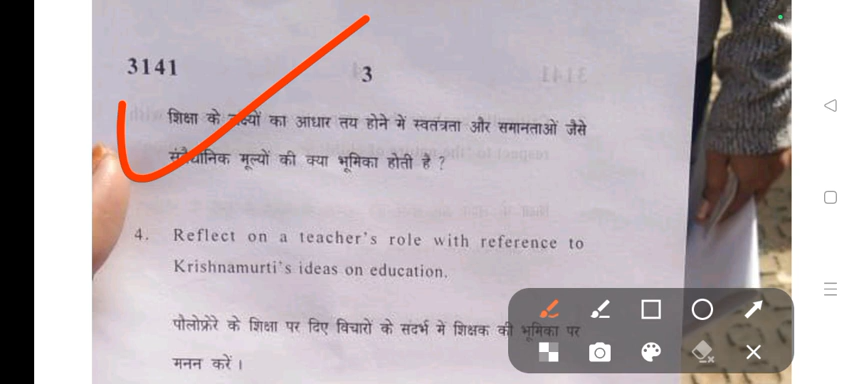 3141
3
शिक्षा के लक्ष्यों का आधार तय होने में स्वतंत्रता और समानताओं जैसे
संवैधानिक मूल्यों की क्या भूमिका होती है ?
4. Reflect on a teacher's role with reference to
Krishnamurti's ideas on education.
पौलोफ्रेरे के शिक्षा पर दिए विचारों के संदर्भ में शिक्षक की भूमिका पर
मनन करें ।